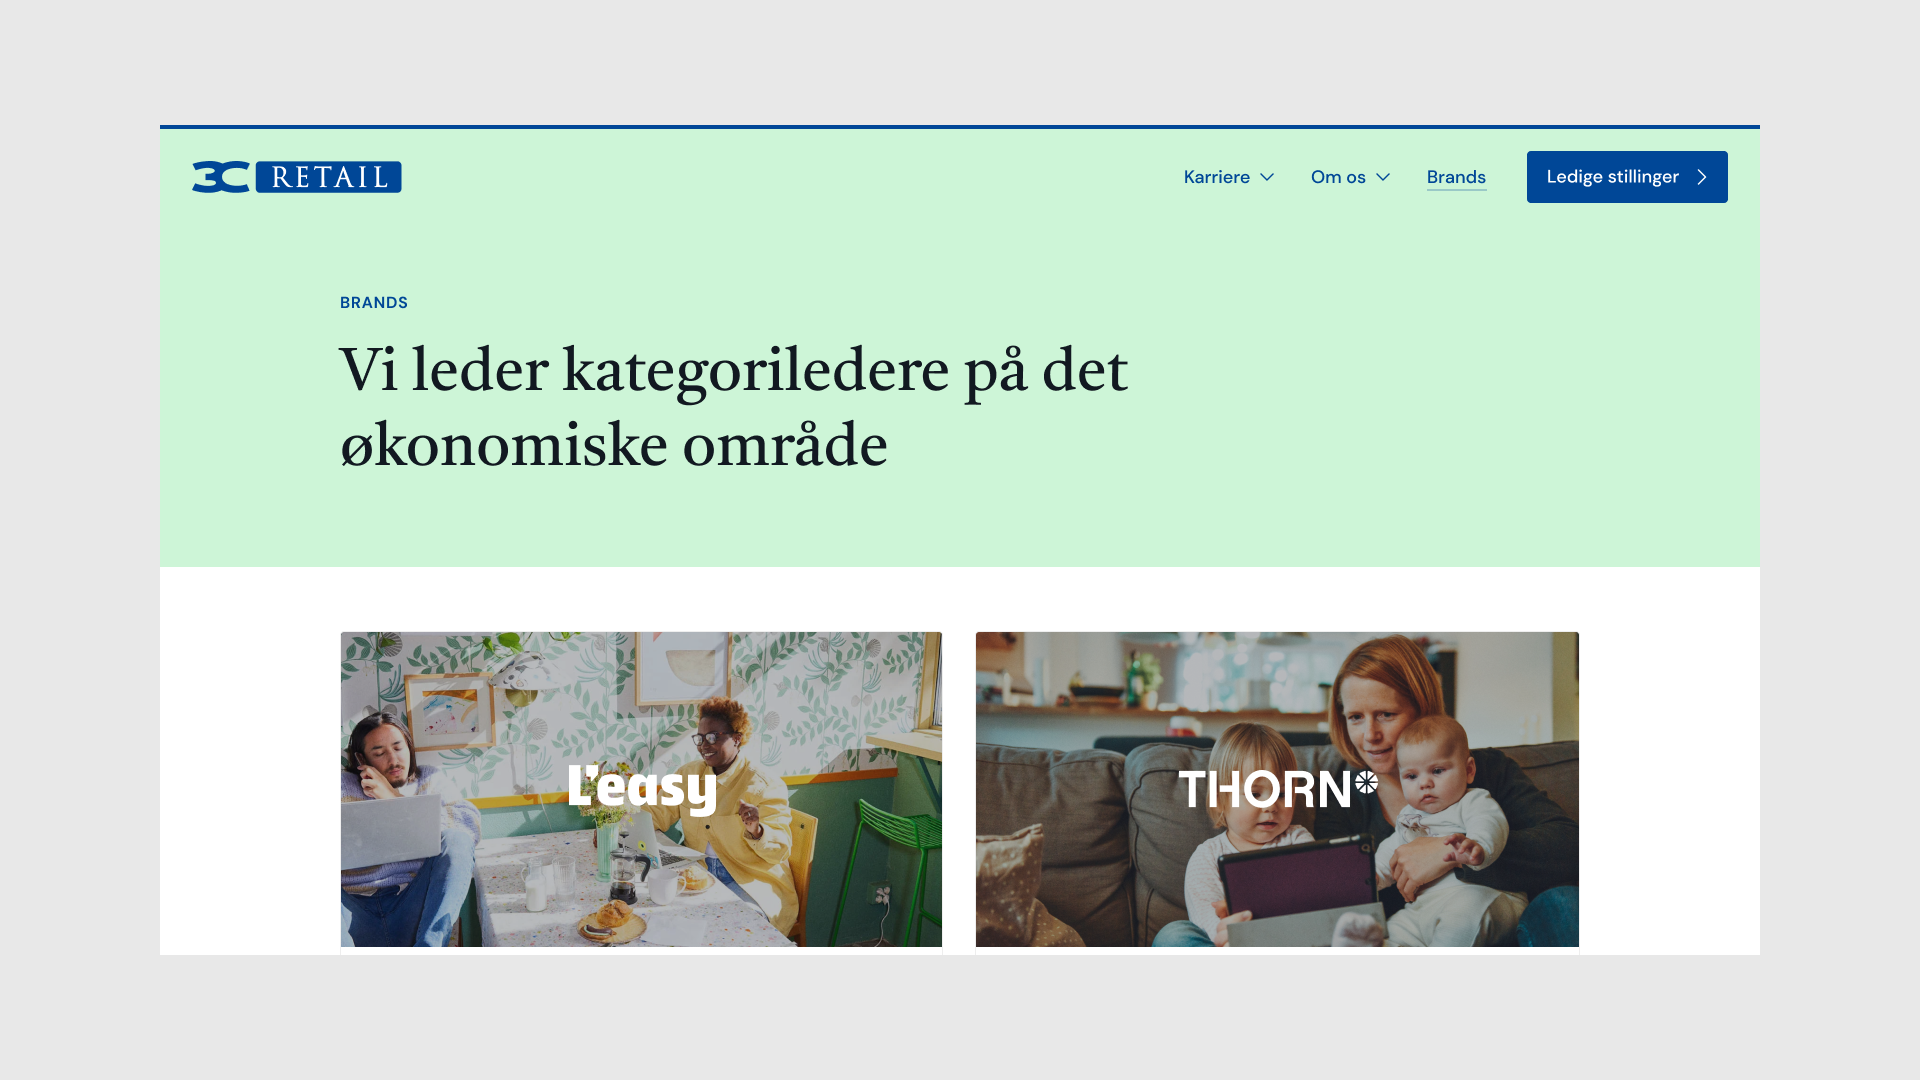 3C RETAIL
Karriere
Om os
Brands
Ledige stillinger
BRANDS
Vi leder kategoriledere på det
økonomiske område
L'easy
THORN